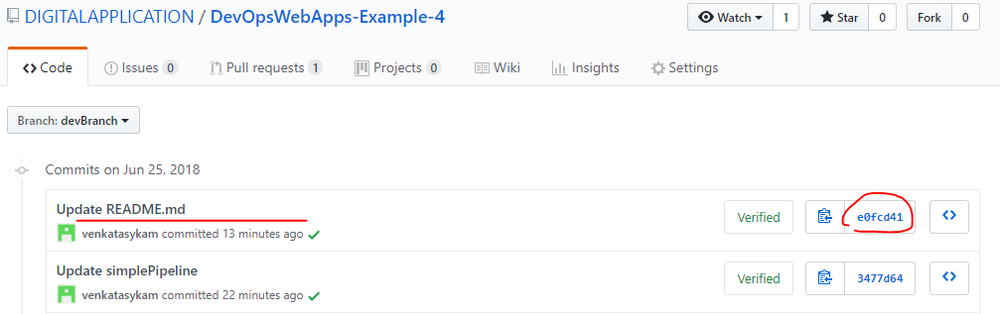 DIGITALAPPLICATION / DevOpsWebApps-Example-4
Watch 1 Star 0 Fork 0
Code Issues 0 Pull requests 1 Projects 0 Wiki Insights Settings
Branch: devBranch
Commits on Jun 25, 2018
Update README.md
Verified e0fcd41
venkatasykam committed 13 minutes ago
Update simplePipeline
Verified 3477d64
venkatasykam committed 22 minutes ago